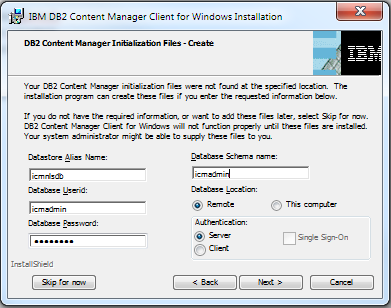 IBM DB2 Content Manager Client for Windows Installation
DB2 Content Manager Initialization Files - Create
IBM
Your DB2 Content Manager initialization files were not found at the specified location. The
installation program can create these files if you enter the requested information below.
If you do not have the required information, or want to add these files later, select Skip for now.
DB2 Content Manager Client for Windows will not function properly until these files are installed.
Your system administrator might be able to supply these files to you.
Datastore Alias Name:
icmnlsdb
Database Userid:
icmadmin
Database Password:
••••••••
Database Schema name:
icmadmin
Database Location:
Remote
This computer
Authentication:
Server
Client
Single Sign-On
InstallShield
Skip for now
< Back
Next >
Cancel